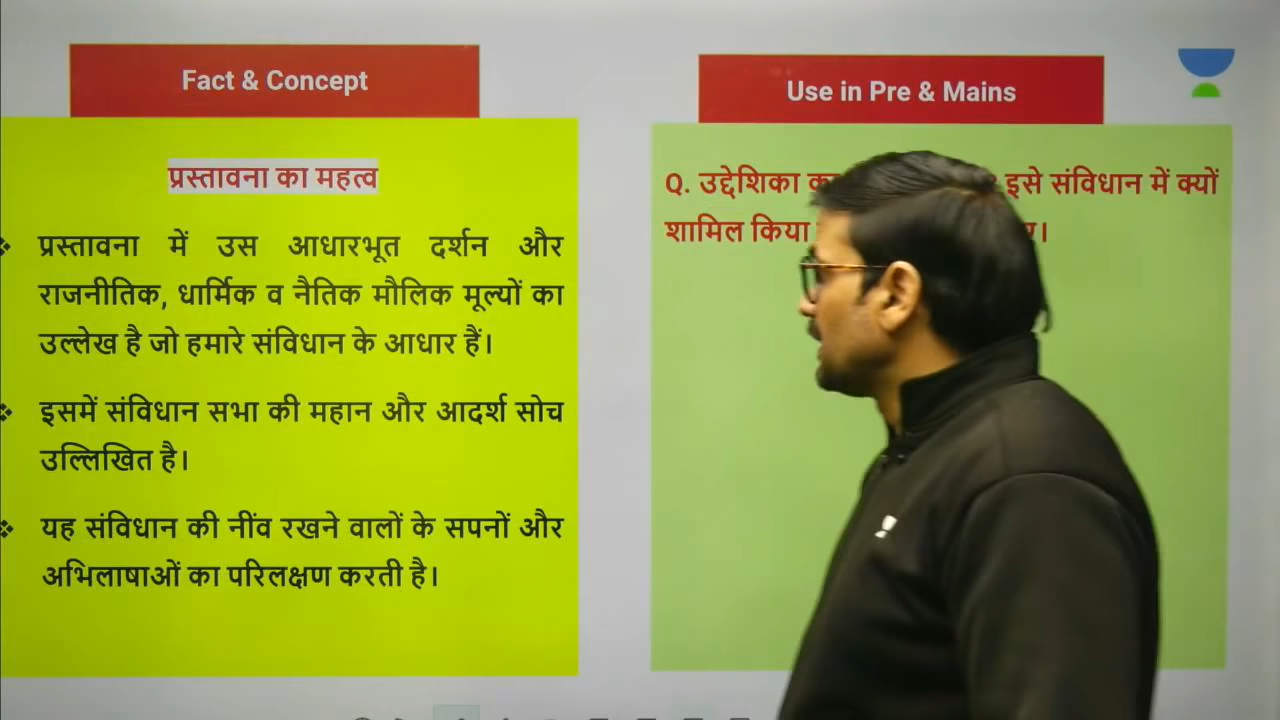 Fact & Concept
प्रस्तावना का महत्व
प्रस्तावना में उस आधारभूत दर्शन और
राजनीतिक, धार्मिक व नैतिक मौलिक मूल्यों का
उल्लेख है जो हमारे संविधान के आधार हैं।
इसमें संविधान सभा की महान और आदर्श सोच
उल्लिखित है।
यह संविधान की नींव रखने वालों के सपनों और
अभिलाषाओं का परिलक्षण करती है।
Use in Pre & Mains
Q. उद्देशिका इसे संविधान में क्यों
शामिल किया